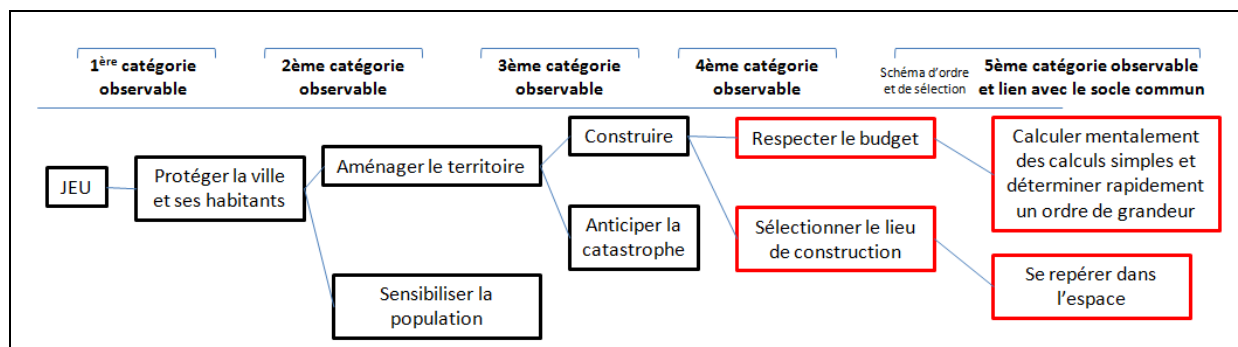 1ère catégorie
observable
2ème catégorie
observable
3ème catégorie
observable
4ème catégorie
observable
Schéma d'ordre
et de sélection
5ème catégorie observable
et lien avec le socle commun
JEU
Protéger la ville
et ses habitants
Aménager le territoire
Sensibiliser la
population
Construire
Anticiper la
catastrophe
Respecter le budget
Sélectionner le lieu
de construction
Calculer mentalement
des calculs simples et
déterminer rapidement
un ordre de grandeur
Se repérer dans
l'espace